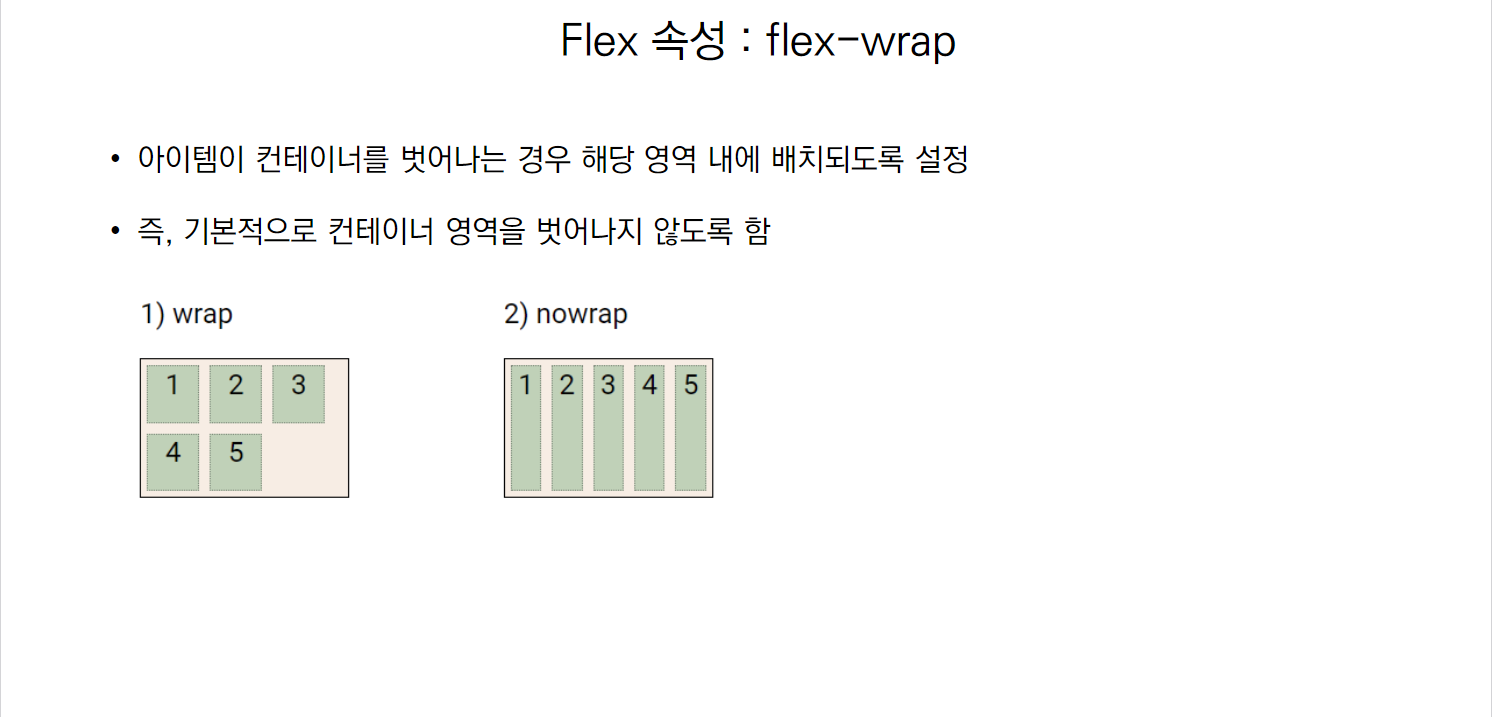 Flex 속성 : flex-wrap
• 아이템이 컨테이너를 벗어나는 경우 해당 영역 내에 배치되도록 설정
• 즉, 기본적으로 컨테이너 영역을 벗어나지 않도록 함
1) wrap
2) nowrap
1 2 3
4 5
1 2 3 4 5